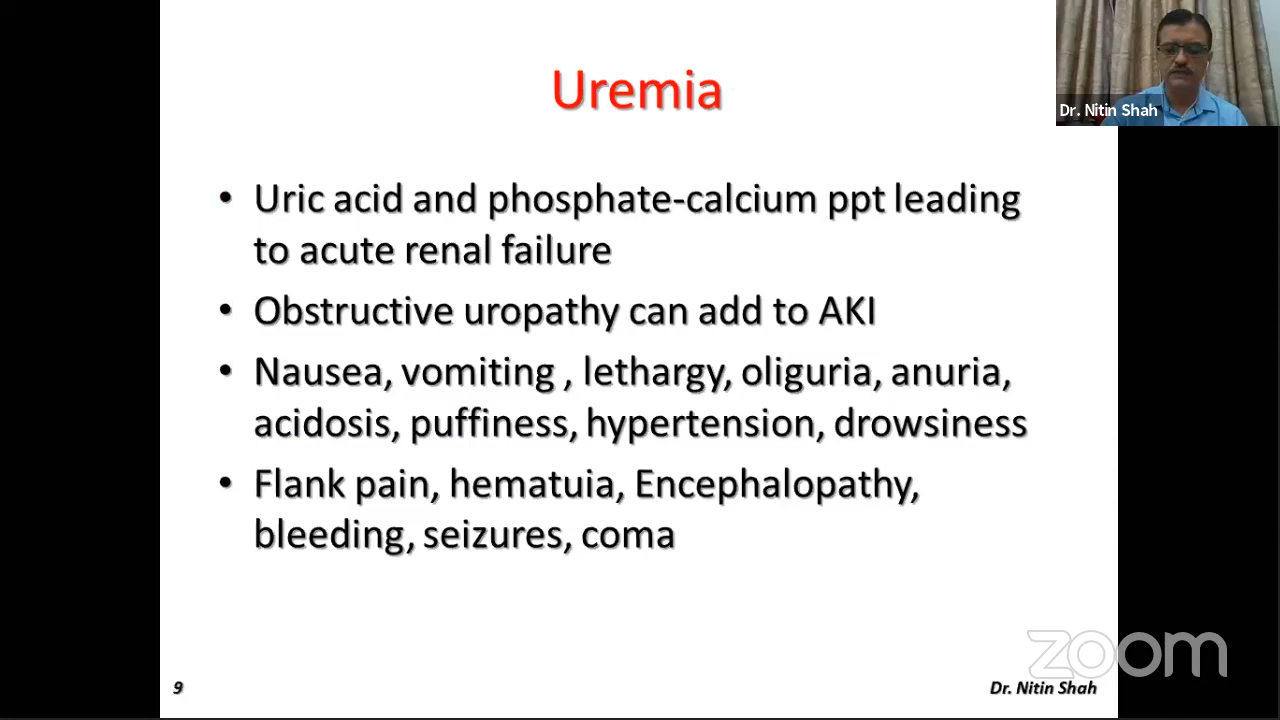 Uremia
Dr. Nitin Shah
• Uric acid and phosphate-calcium ppt leading
to acute renal failure
• Obstructive uropathy can add to AKI
• Nausea, vomiting , lethargy, oliguria, anuria,
acidosis, puffiness, hypertension, drowsiness
• Flank pain, hematuia, Encephalopathy,
bleeding, seizures, coma
zoom
9
Dr. Nitin Shah